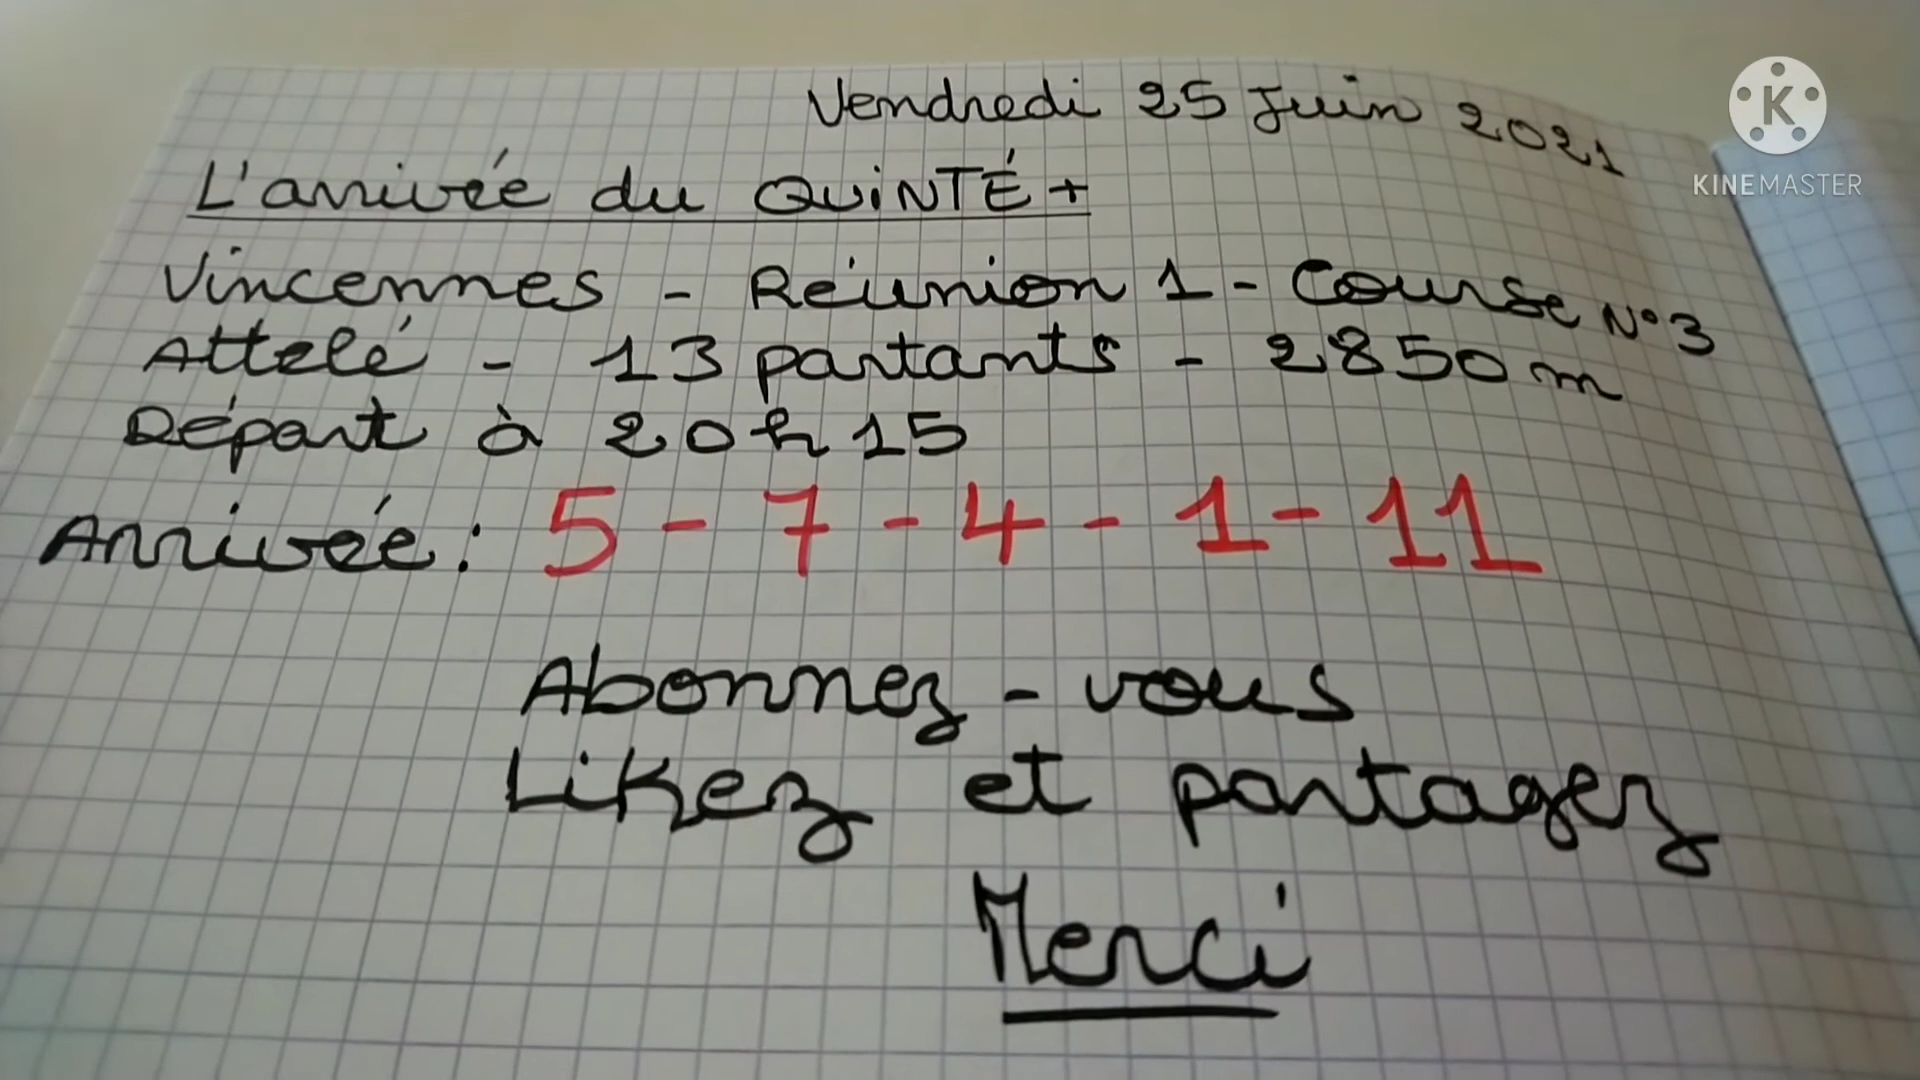 Vendredi 25 Juin 2021
L'arrivée du QUINTÉ +
Vincennes - Réunion 1 - Course N° 3
Attelé - 13 partants - 2850 m
Départ à 20h15
Arrivée : 5 - 7 - 4 - 1 - 11
Abonnez - vous
Likez et partagez
Merci
K
KINEMASTER